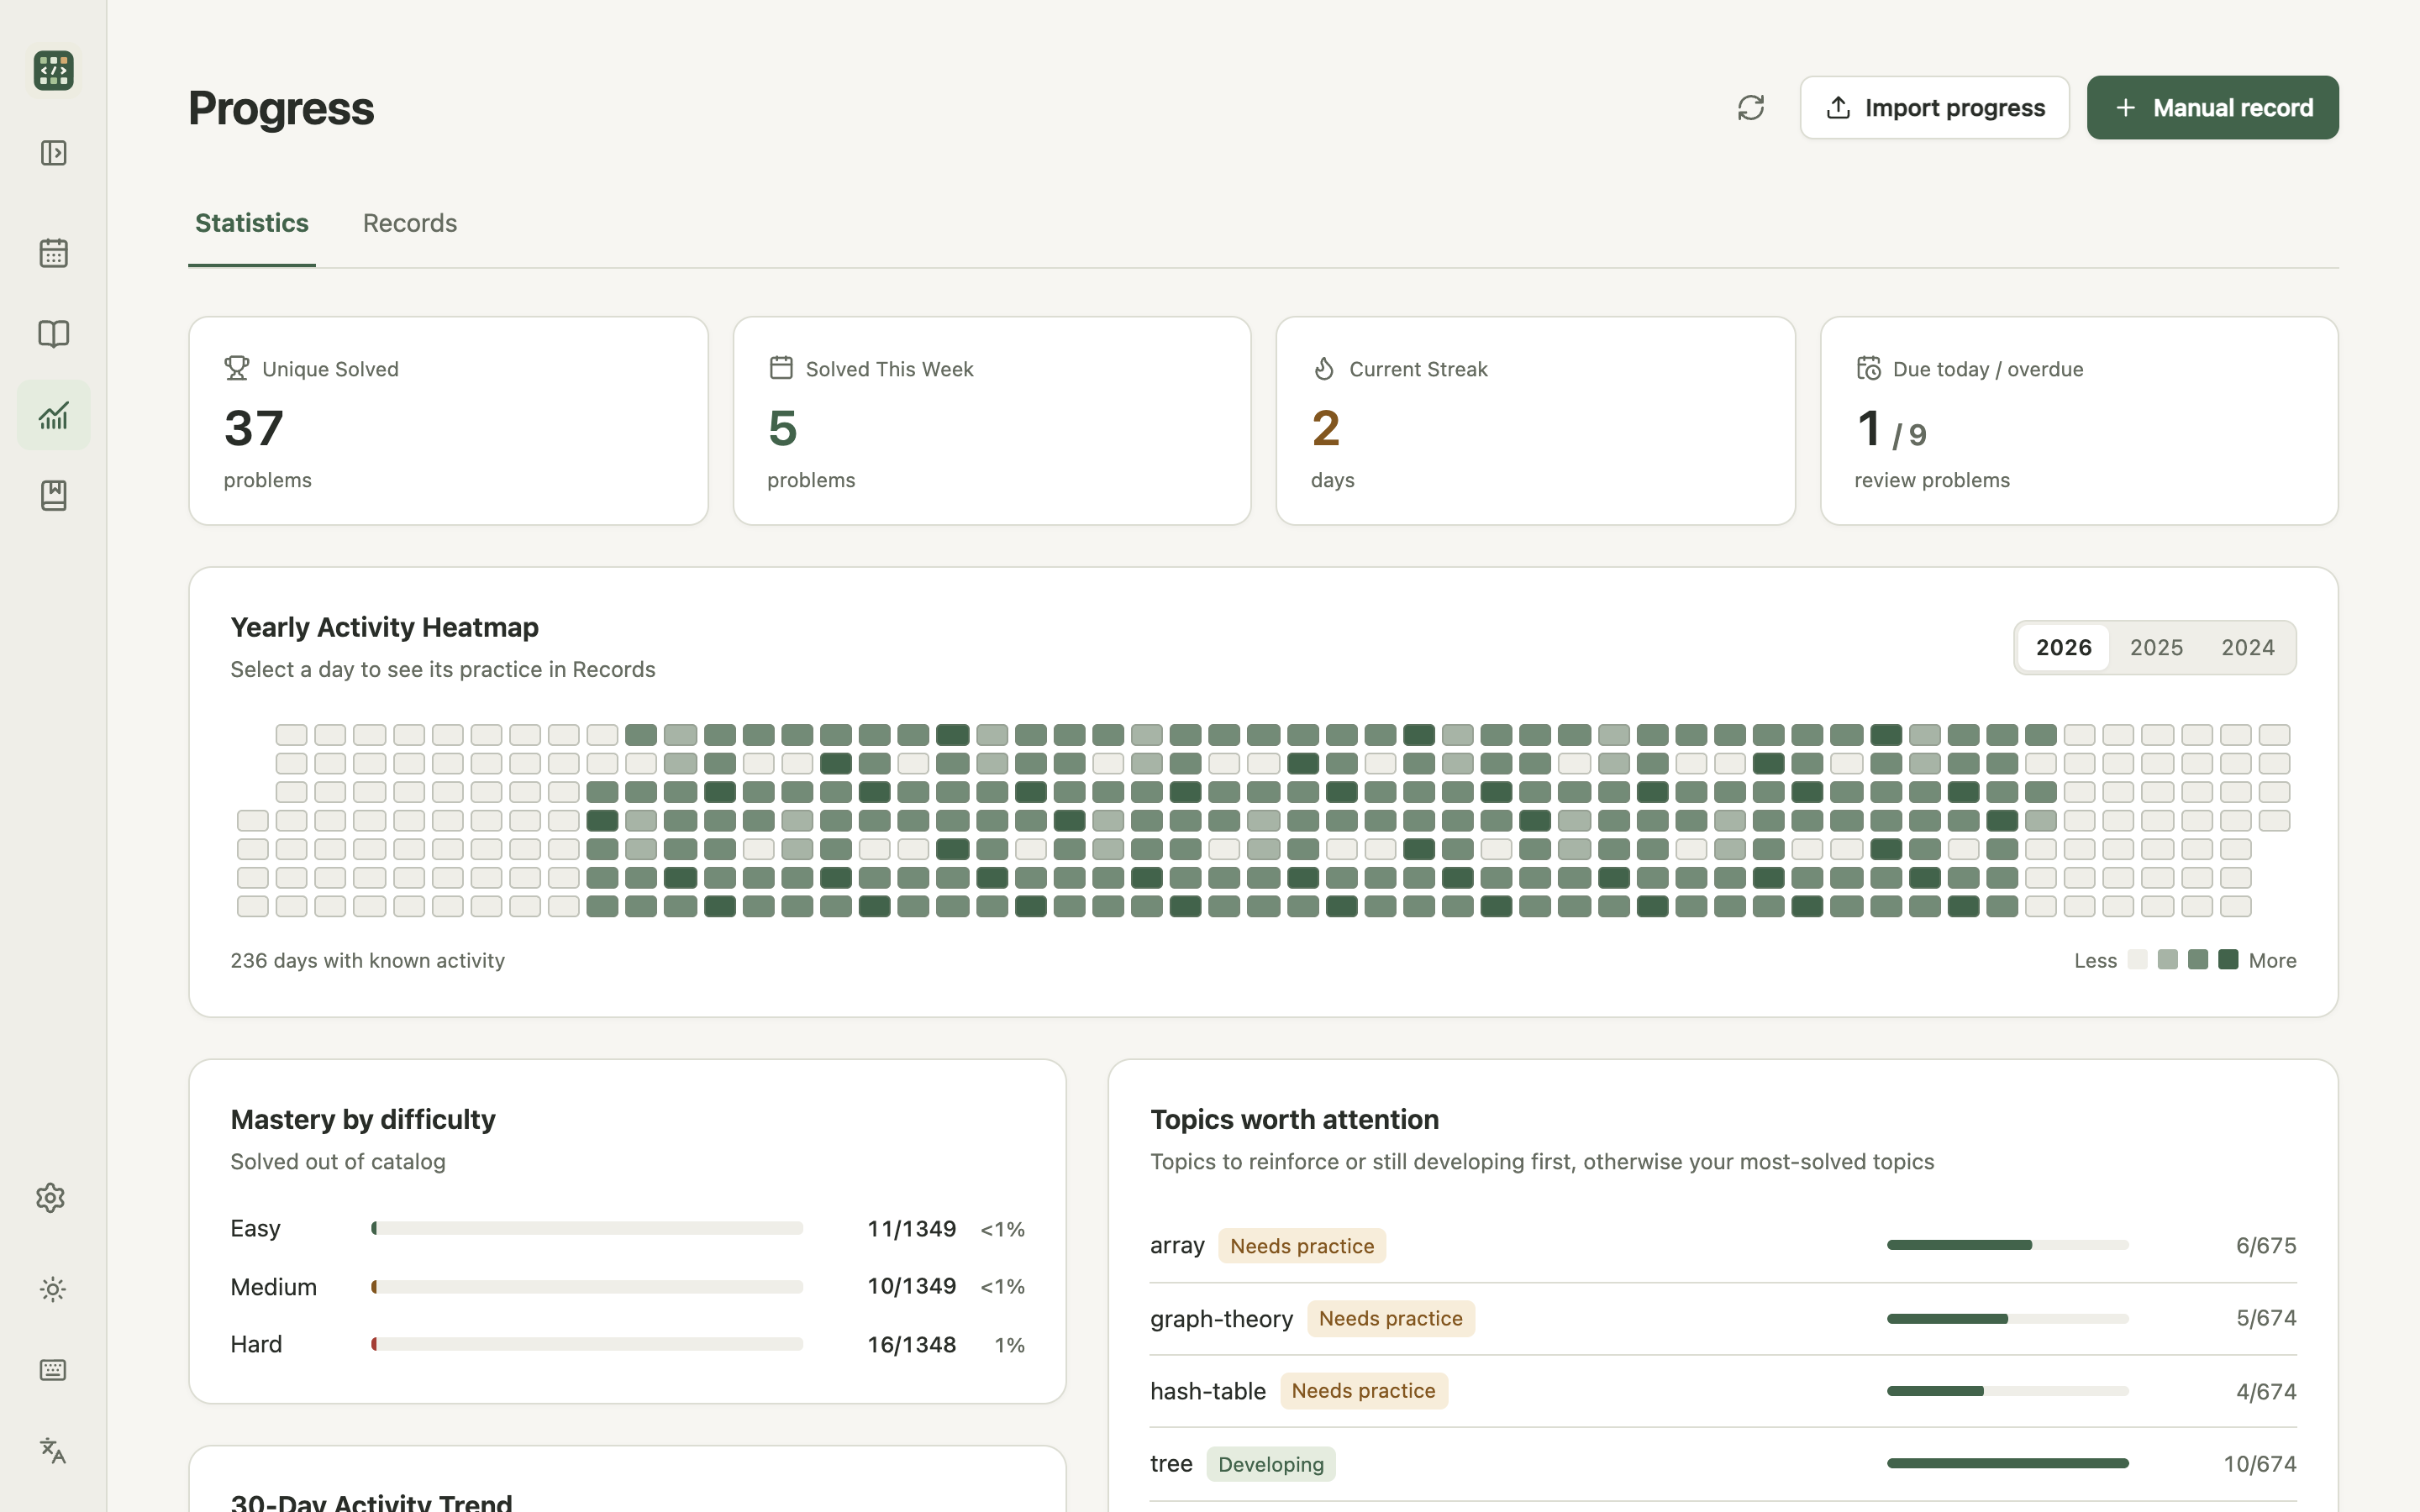 Progress
Import progress
Manual record
Statistics
Records
Unique Solved
37
problems
Solved This Week
5
problems
Current Streak
2
days
Due today / overdue
1 / 9
review problems
Yearly Activity Heatmap
Select a day to see its practice in Records
2026 2025 2024
236 days with known activity
Less More
Mastery by difficulty
Solved out of catalog
Easy 11/1349 <1%
Medium 10/1349 <1%
Hard 16/1348 1%
30-Day Activity Trend
Topics worth attention
Topics to reinforce or still developing first, otherwise your most-solved topics
array Needs practice 6/675
graph-theory Needs practice 5/674
hash-table Needs practice 4/674
tree Developing 10/674